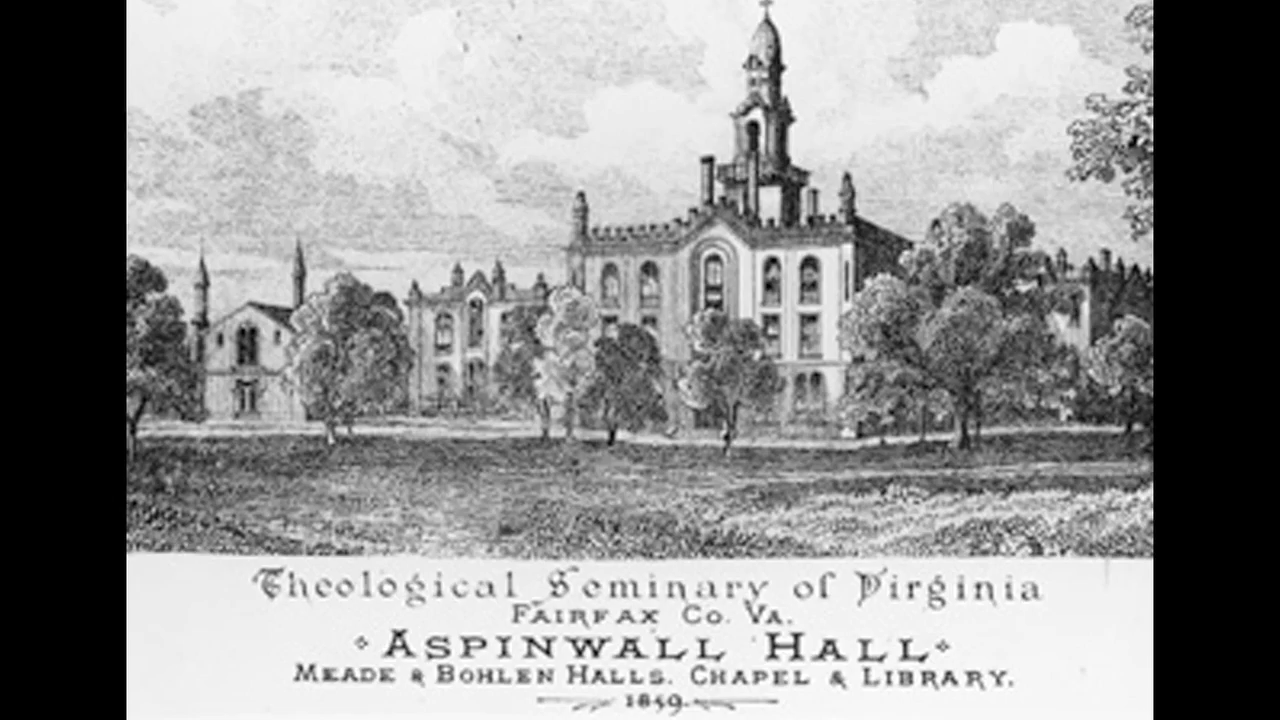 Theological Seminary of Virginia
FAIRFAX CO. VA.
ASPINWALL HALL
MEADE & BOHLEN HALLS. CHAPEL & LIBRARY.
1859.